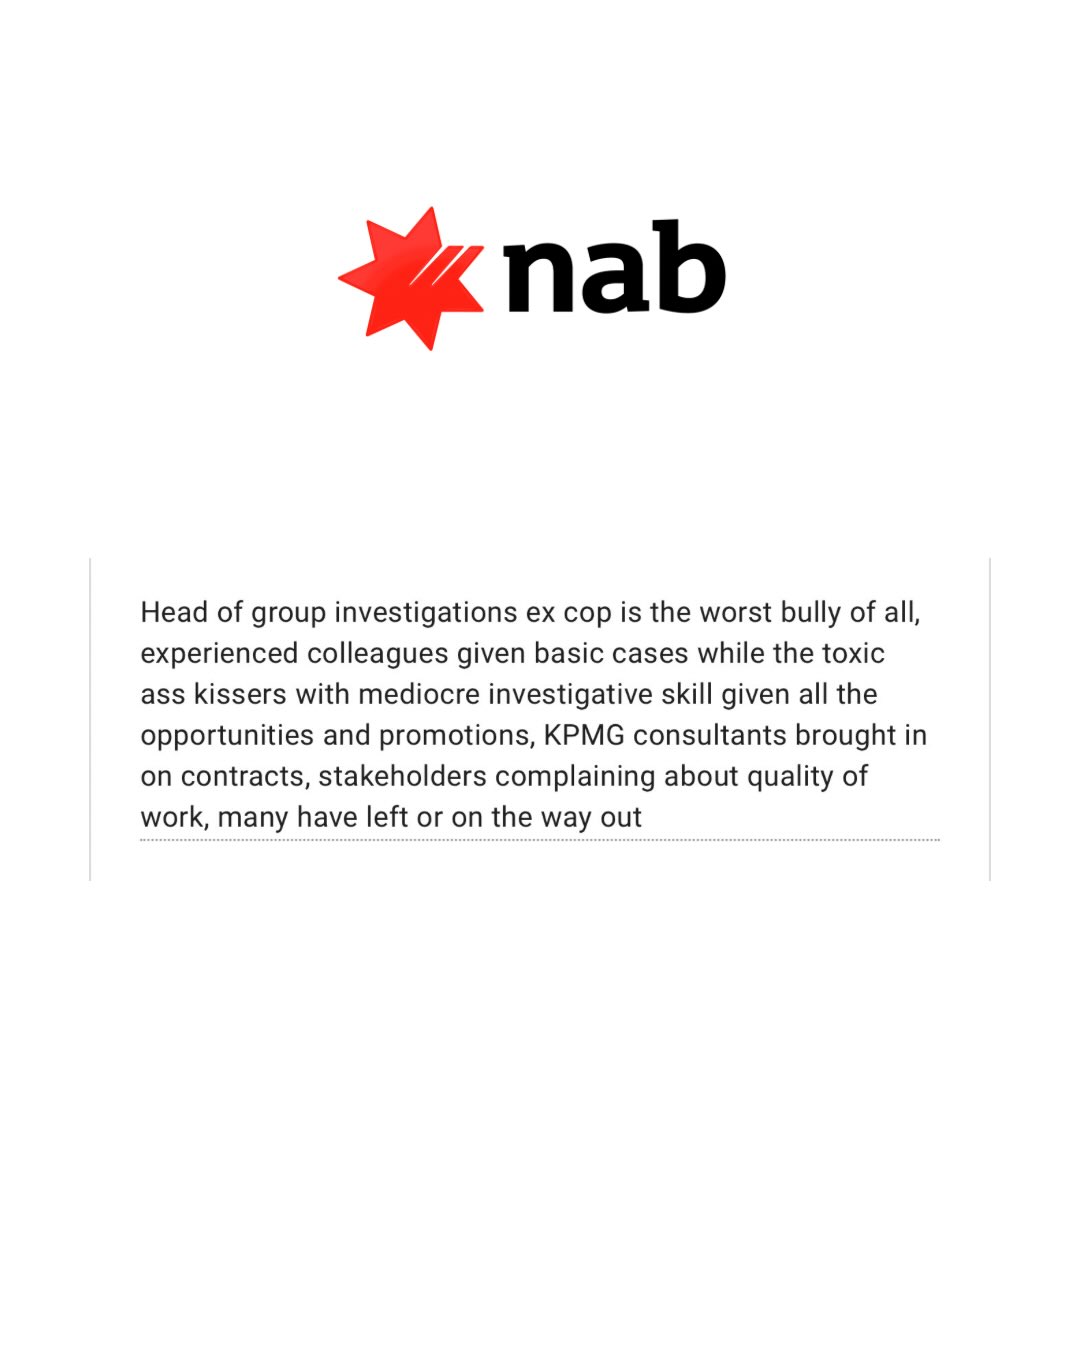 nab
Head of group investigations ex cop is the worst bully of all,
experienced colleagues given basic cases while the toxic
ass kissers with mediocre investigative skill given all the
opportunities and promotions, KPMG consultants brought in
on contracts, stakeholders complaining about quality of
work, many have left or on the way out